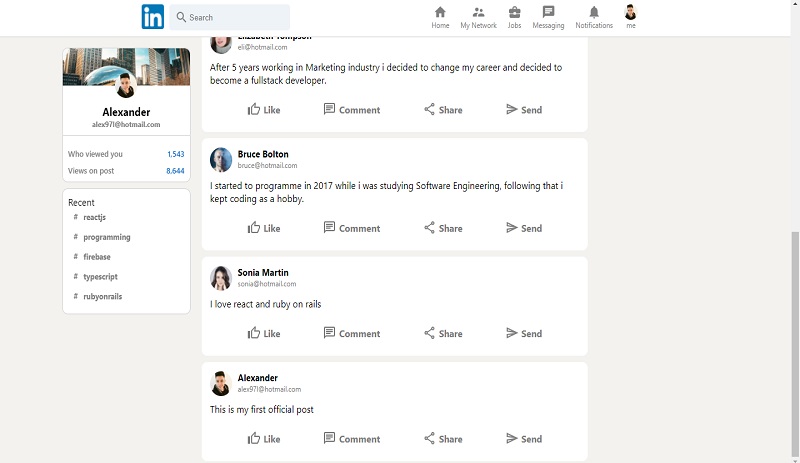 in
Search
Home
My Network
Jobs
Messaging
Notifications
me
Alexander
alex97l@hotmail.com
Who viewed you 1,543
Views on post 8,644
Recent
# reactjs
# programming
# firebase
# typescript
# rubyonrails
Elizabeth Tompson
eli@hotmail.com
After 5 years working in Marketing industry i decided to change my career and decided to
become a fullstack developer.
Like Comment Share Send
Bruce Bolton
bruce@hotmail.com
I started to programme in 2017 while i was studying Software Engineering, following that i
kept coding as a hobby.
Like Comment Share Send
Sonia Martin
sonia@hotmail.com
I love react and ruby on rails
Like Comment Share Send
Alexander
alex97l@hotmail.com
This is my first official post
Like Comment Share Send